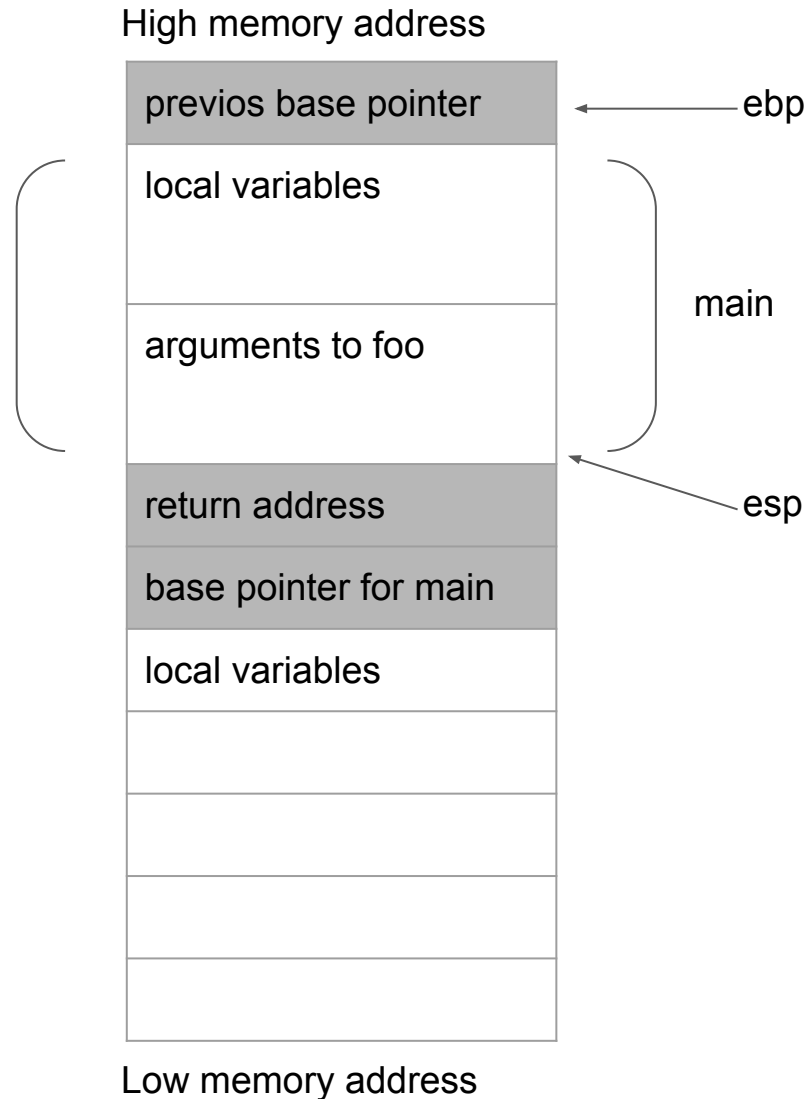 High memory address
previos base pointer
ebp
local variables
main
arguments to foo
return address
esp
base pointer for main
local variables
Low memory address